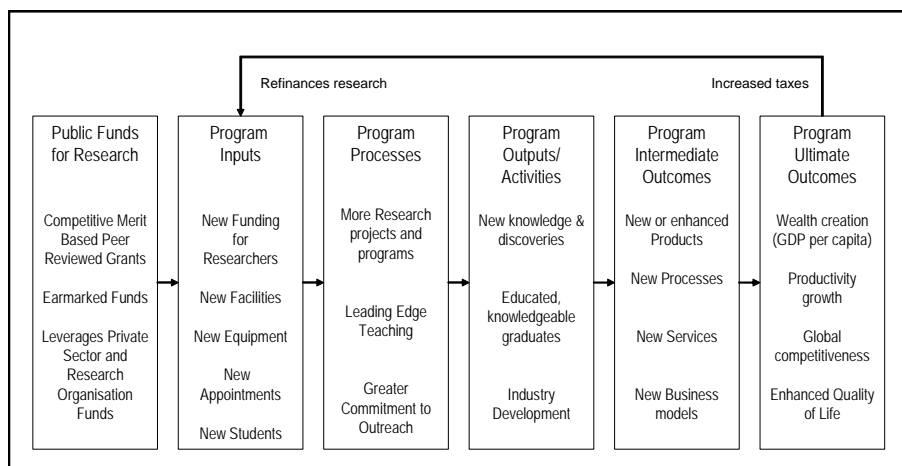 Refinances research
Increased taxes
Public Funds
for Research
Competitive Merit
Based Peer
Reviewed Grants
Earmarked Funds
Leverages Private
Sector and
Research
Organisation
Funds
Program
Inputs
New Funding
for
Researchers
New Facilities
New Equipment
New
Appointments
New Students
Program
Processes
More Research
projects and
programs
Leading Edge
Teaching
Greater
Commitment to
Outreach
Program
Outputs/
Activities
New knowledge &
discoveries
Educated,
knowledgeable
graduates
Industry
Development
Program
Intermediate
Outcomes
New or enhanced
Products
New Processes
New Services
New Business
models
Program
Ultimate
Outcomes
Wealth creation
(GDP per capita)
Productivity
growth
Global
competitiveness
Enhanced Quality
of Life